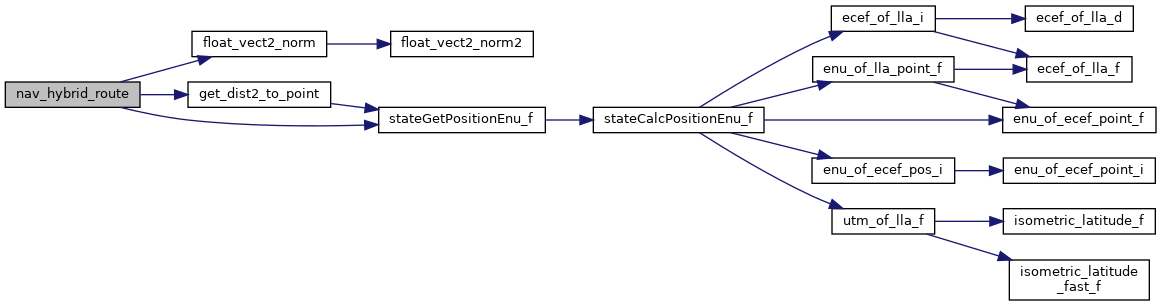 nav_hybrid_route
float_vect2_norm
float_vect2_norm2
get_dist2_to_point
stateGetPositionEnu_f
stateCalcPositionEnu_f
ecef_of_lla_i
ecef_of_lla_d
ecef_of_lla_f
enu_of_lla_point_f
enu_of_ecef_point_f
enu_of_ecef_pos_i
enu_of_ecef_point_i
utm_of_lla_f
isometric_latitude_f
isometric_latitude
_fast_f